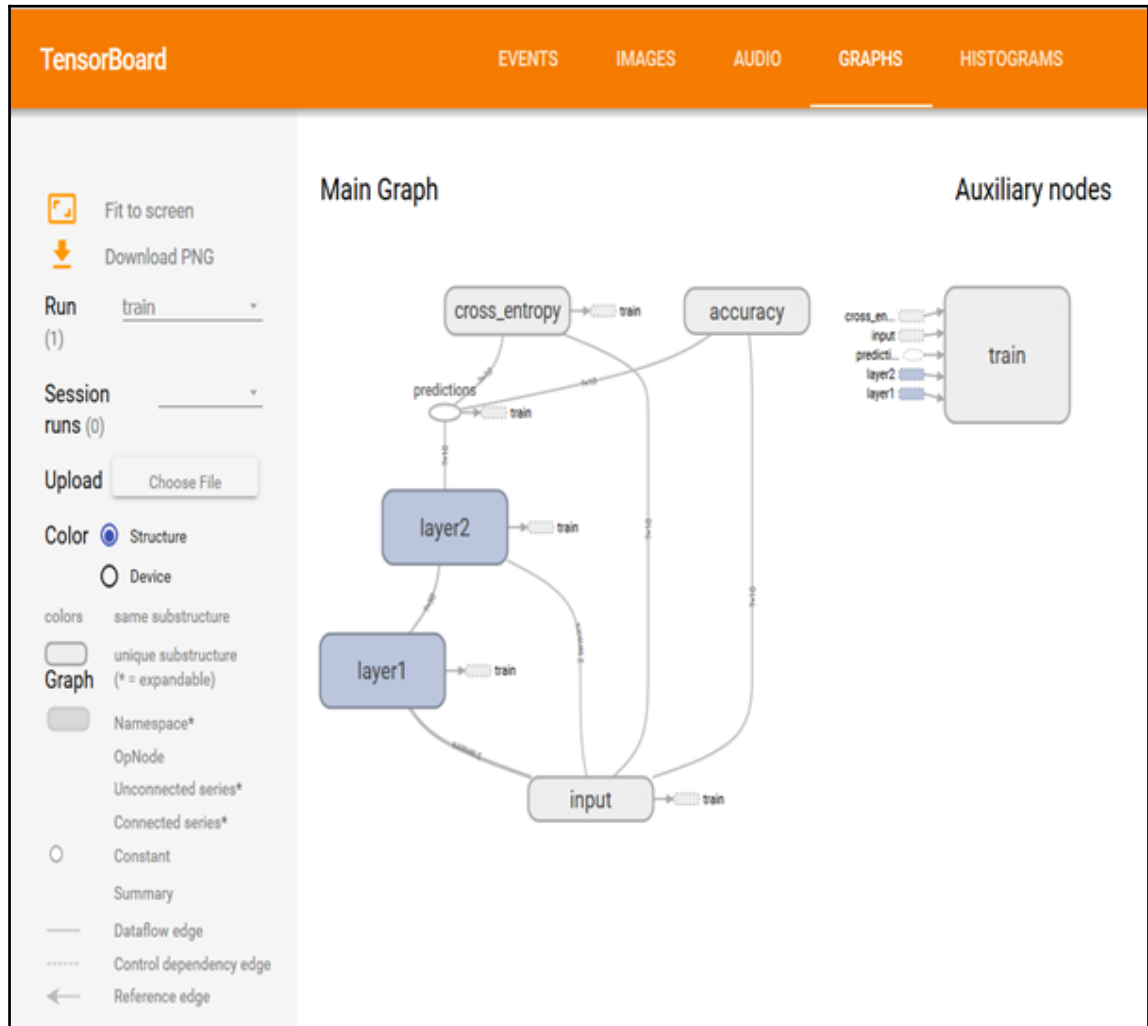 TensorBoard
EVENTS
IMAGES
AUDIO
GRAPHS
HISTOGRAMS
Fit to screen
Download PNG
Run
(1)
train
Session
runs (0)
Upload
Choose File
Color
Structure
Device
colors
same substructure
unique substructure
Graph
(* = expandable)
Namespace*
OpNode
Unconnected series*
Connected series*
Constant
Summary
Dataflow edge
Control dependency edge
Reference edge
Main Graph
Auxiliary nodes
cross_entropy
train
accuracy
predictions
train
?×10
layer2
train
layer1
train
input
train
cross_en...
input
predicti...
layer2
layer1
train